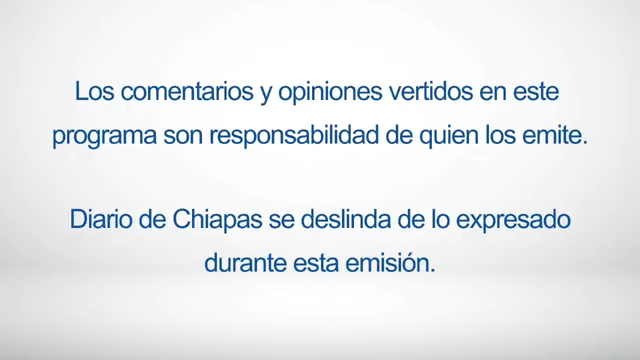 Los comentarios y opiniones vertidos en este
programa son responsabilidad de quien los emite.
Diario de Chiapas se deslinda de lo expresado
durante esta emisión.